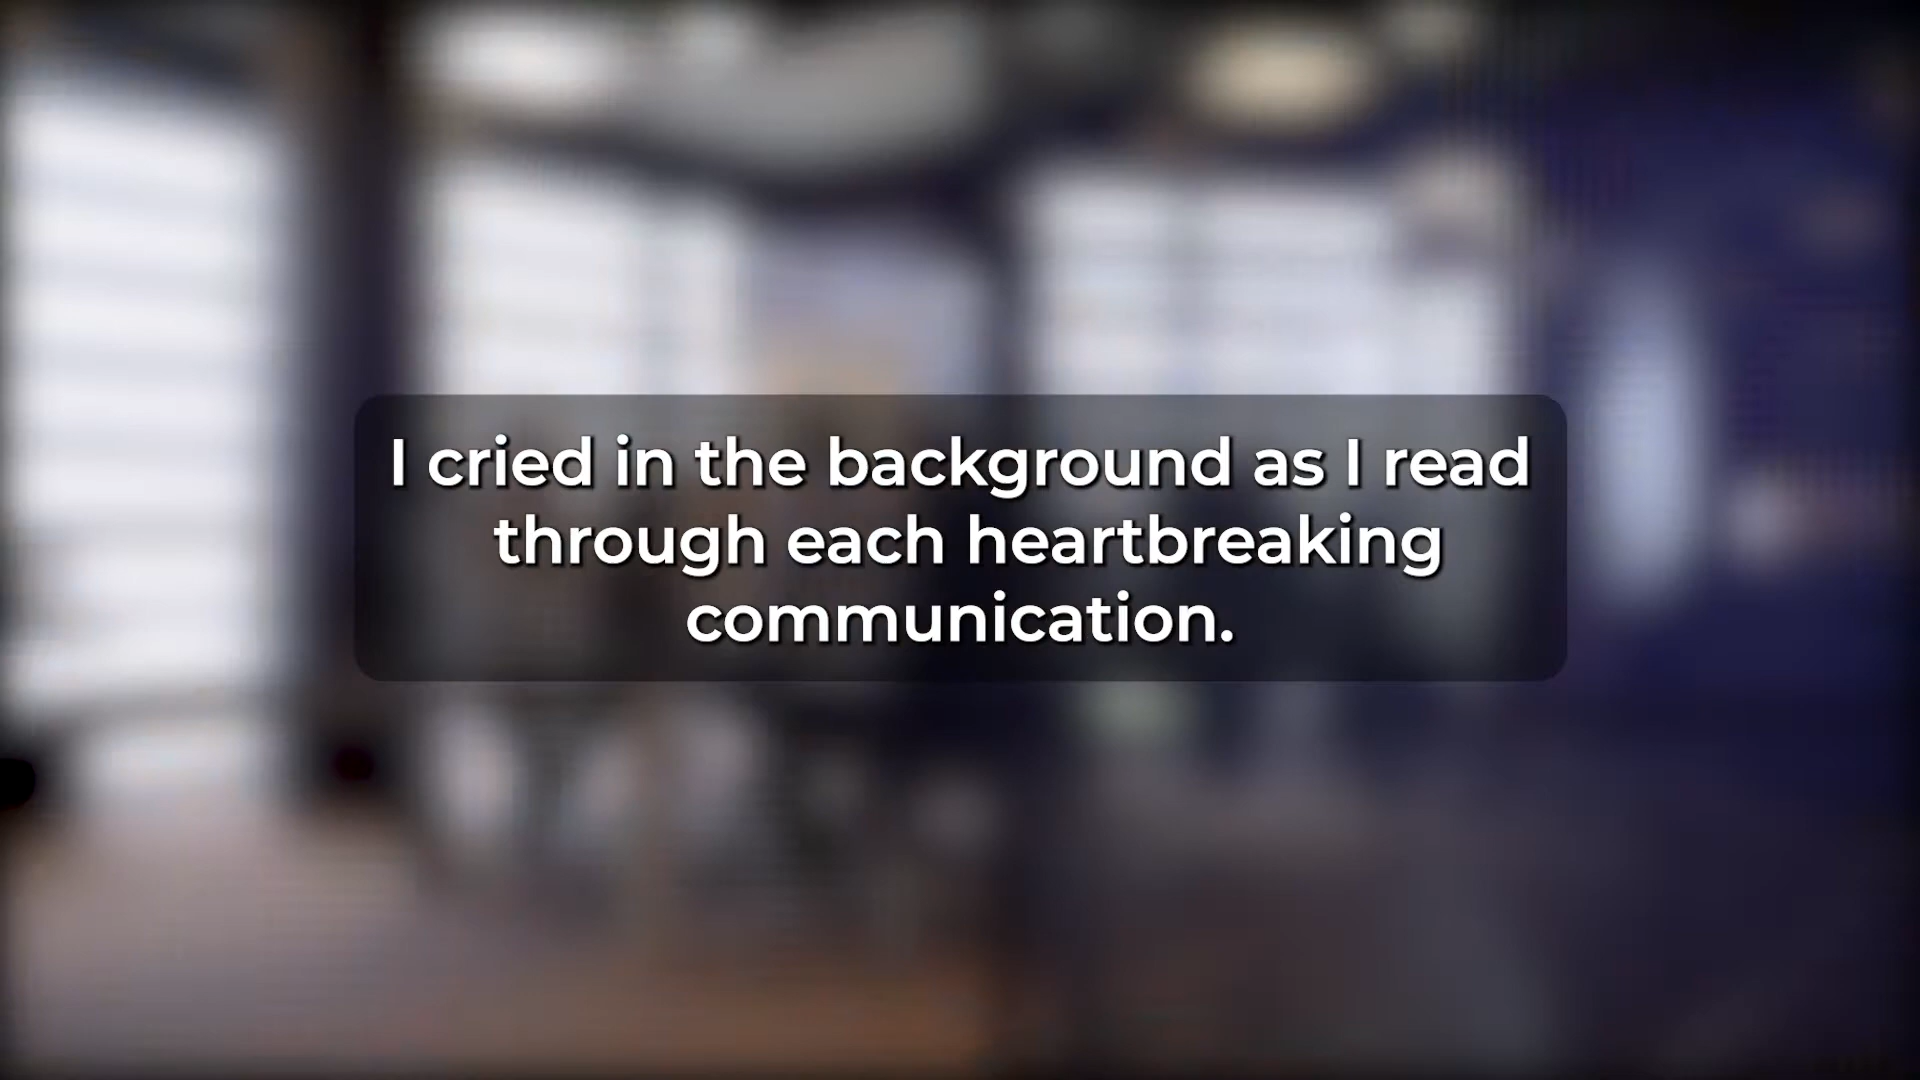 I cried in the background as I read
through each heartbreaking
communication.